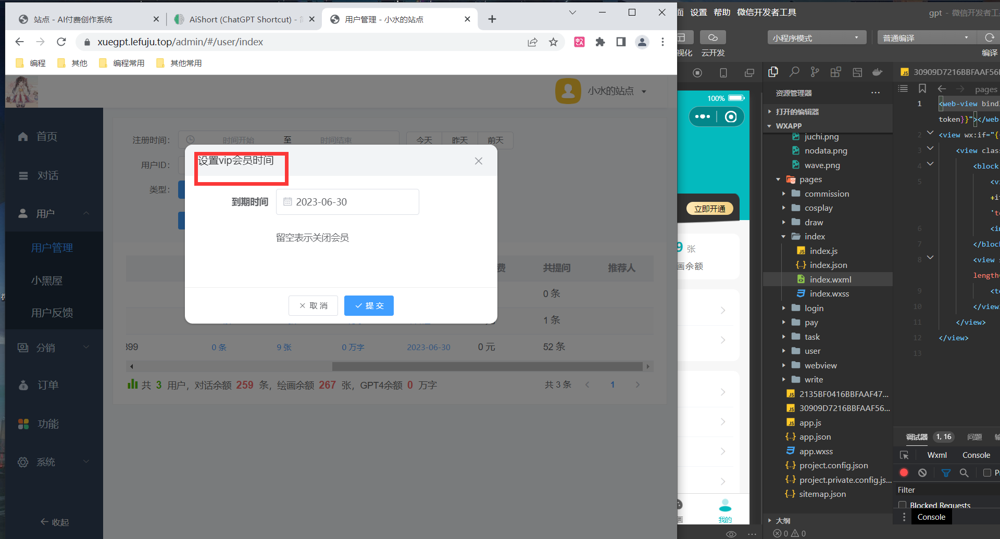 站点 - AI付费创作系统
AiShort (ChatGPT Shortcut) -
用户管理 - 小水的站点
xuegpt.lefuju.top/admin/#/user/index
编程
其他
编程常用
其他常用
小水的站点
首页
对话
用户
用户管理
小黑屋
用户反馈
分销
订单
功能
系统
收起
注册时间：
时间开始
至
时间结束
今天
昨天
前天
用户ID：
类型：
设置vip会员时间
到期时间
2023-06-30
留空表示关闭会员
取 消
提 交
费
共提问
推荐人
0 条
元
1 条
399
0 条
9 张
0 万字
2023-06-30
0 元
52 条
共 3 用户，对话余额 259 条，绘画余额 267 张，GPT4余额 0 万字
共 3 条
1
面 设置 帮助 微信开发者工具
gpt - 微信开发者工
小程序模式
普通编译
视化
云开发
编译
100%
立即开通
9 张
画余额
画
我的
资源管理器
打开的编辑器
WXAPP
juchi.png
nodata.png
wave.png
pages
commission
cosplay
draw
index
index.js
index.json
index.wxml
index.wxss
login
pay
task
user
webview
write
2135BF0416BBFAAF47...
30909D7216BBFAAF56...
app.js
app.json
app.wxss
project.config.json
project.private.config.js...
sitemap.json
大纲
0 0
30909D7216BBFAAF56
pages
1 <web-view bind
token}}"></web-
2 <view wx:if="{
3 <view clas
4 <block
5 <v
+it
't
6 <i
7 </bloc
8 <view
length=
9 <t
10 </view
11 </view>
12 </view>
13
调试器
1, 16
问题
输
Wxml
Console
Pr
Filter
Blocked Requests
Console